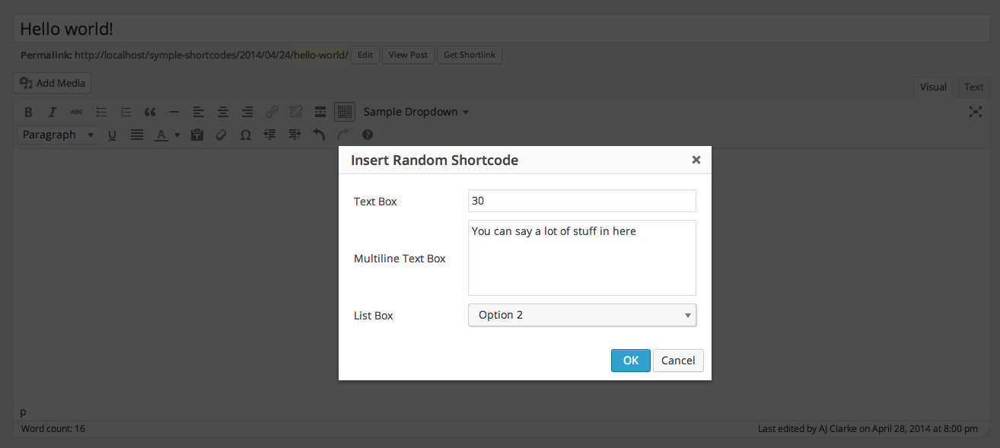 Hello world!
Permalink: http://localhost/symple-shortcodes/2014/04/24/hello-world/ Edit View Post Get Shortlink
Add Media
Visual Text
B I ABC Sample Dropdown
Paragraph U A Ω ?
Insert Random Shortcode
Text Box 30
Multiline Text Box You can say a lot of stuff in here
List Box Option 2
OK Cancel
p
Word count: 16 Last edited by AJ Clarke on April 28, 2014 at 8:00 pm